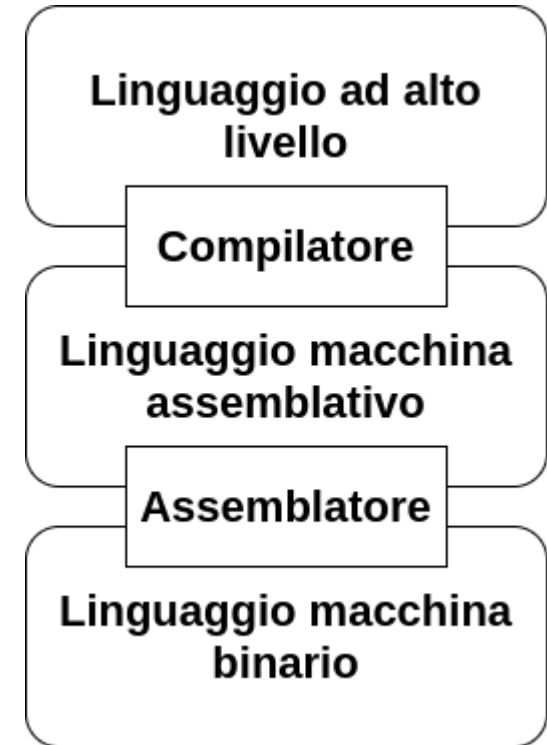 Linguaggio ad alto
livello
Compilatore
Linguaggio macchina
assemblativo
Assemblatore
Linguaggio macchina
binario